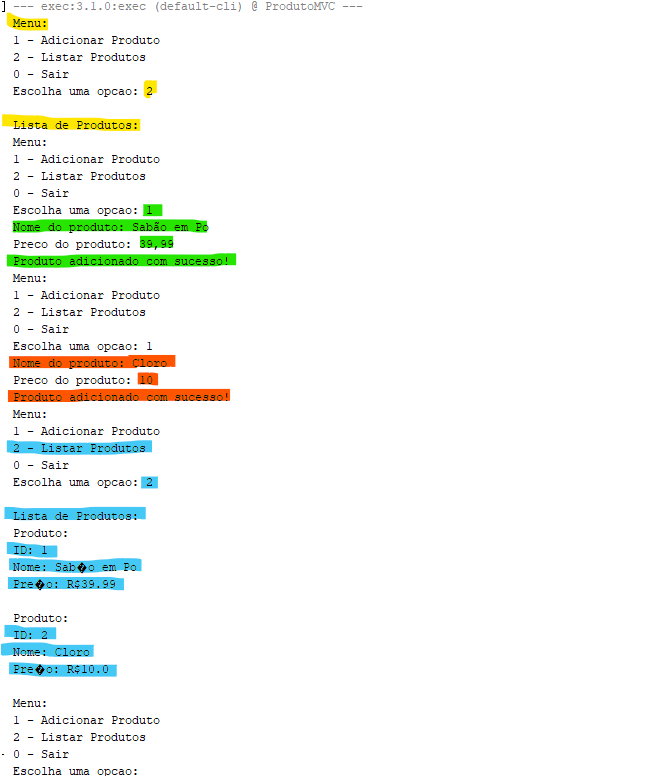 ] --- exec:3.1.0:exec (default-cli) @ ProdutoMVC ---
Menu:
1 - Adicionar Produto
2 - Listar Produtos
0 - Sair
Escolha uma opcao: 2
Lista de Produtos:
Menu:
1 - Adicionar Produto
2 - Listar Produtos
0 - Sair
Escolha uma opcao: 1
Nome do produto: Sabão em Po
Preco do produto: 39,99
Produto adicionado com sucesso!
Menu:
1 - Adicionar Produto
2 - Listar Produtos
0 - Sair
Escolha uma opcao: 1
Nome do produto: Cloro
Preco do produto: 10
Produto adicionado com sucesso!
Menu:
1 - Adicionar Produto
2 - Listar Produtos
0 - Sair
Escolha uma opcao: 2
Lista de Produtos:
Produto:
ID: 1
Nome: Sab�o em Po
Pre�o: R$39.99
Produto:
ID: 2
Nome: Cloro
Pre�o: R$10.0
Menu:
1 - Adicionar Produto
2 - Listar Produtos
0 - Sair
Escolha uma opcao: